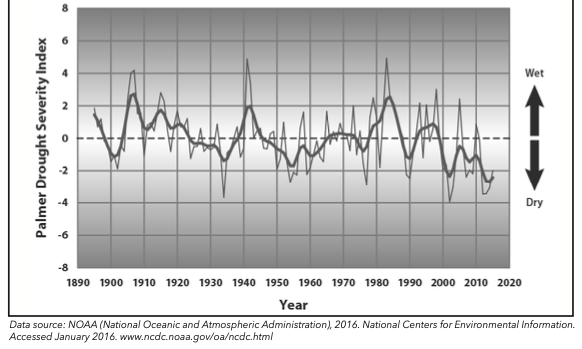 8
6
4
2
0
-2
-4
-6
-8
Palmer Drought Severity Index
1890 1900 1910 1920 1930 1940 1950 1960 1970 1980 1990 2000 2010 2020
Year
Wet
Dry
Data source: NOAA (National Oceanic and Atmospheric Administration), 2016. National Centers for Environmental Information.
Accessed January 2016. www.ncdc.noaa.gov/oa/ncdc.html